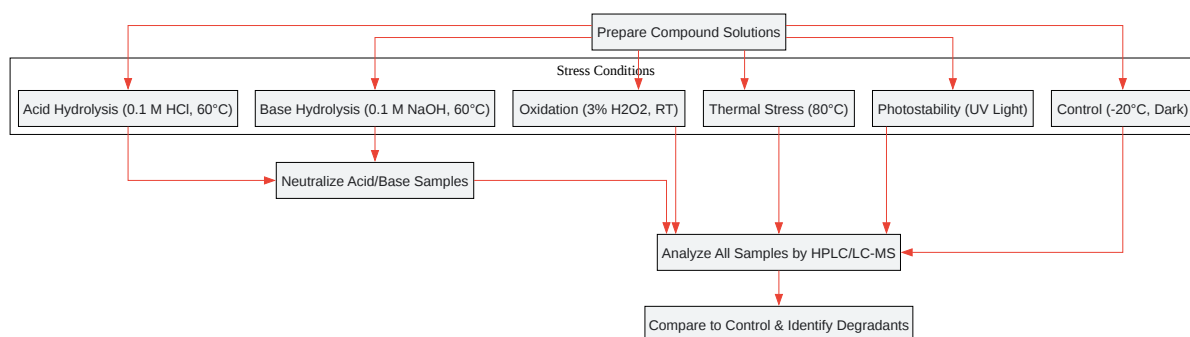 Prepare Compound Solutions
Stress Conditions
Acid Hydrolysis (0.1 M HCl, 60°C)
Base Hydrolysis (0.1 M NaOH, 60°C)
Oxidation (3% H2O2, RT)
Thermal Stress (80°C)
Photostability (UV Light)
Control (-20°C, Dark)
Neutralize Acid/Base Samples
Analyze All Samples by HPLC/LC-MS
Compare to Control & Identify Degradants